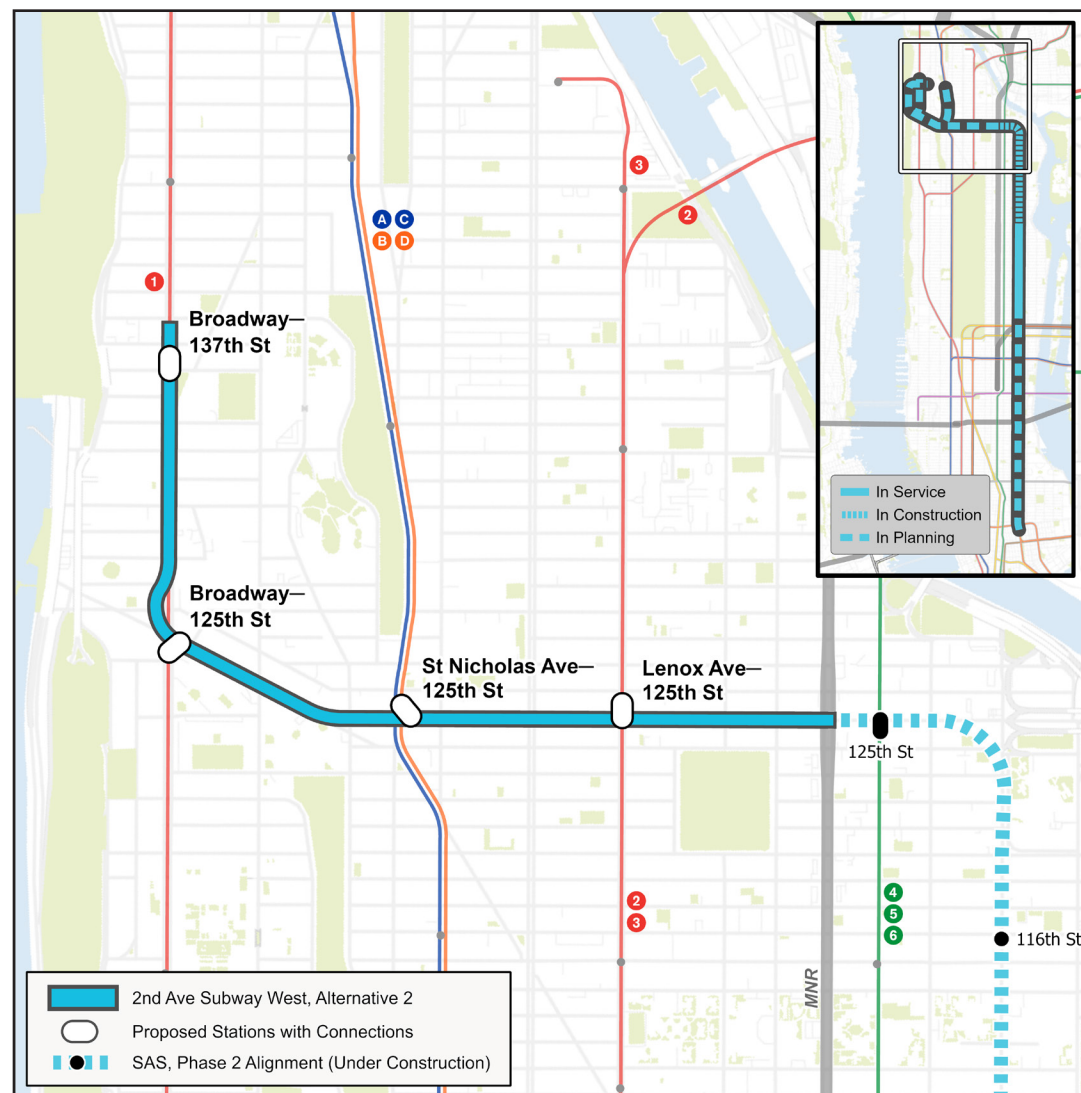 3
2
A C
B D
1
Broadway—
137th St
In Service
In Construction
In Planning
Broadway—
125th St
St Nicholas Ave—
125th St
Lenox Ave—
125th St
125th St
4
5
6
2
3
116th St
MNR
2nd Ave Subway West, Alternative 2
Proposed Stations with Connections
SAS, Phase 2 Alignment (Under Construction)